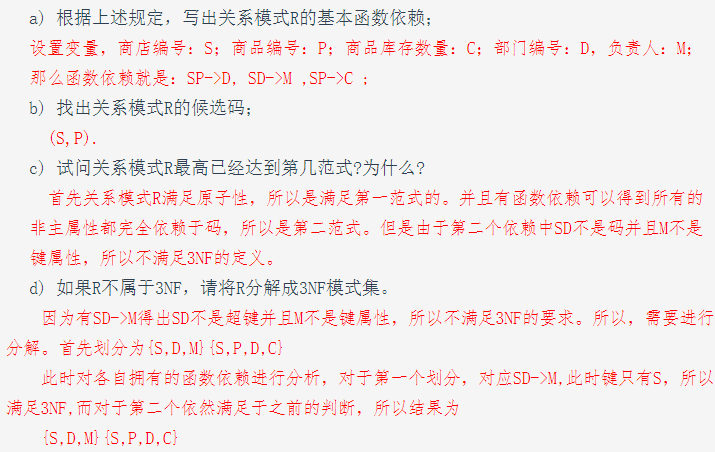 a) 根据上述规定，写出关系模式R的基本函数依赖；
设置变量，商店编号：S；商品编号：P；商品库存数量：C；部门编号：D，负责人：M；
那么函数依赖就是：SP->D, SD->M ,SP->C ;
b) 找出关系模式R的候选码；
(S,P).
c) 试问关系模式R最高已经达到第几范式?为什么?
首先关系模式R满足原子性，所以是满足第一范式的。并且有函数依赖可以得到所有的
非主属性都完全依赖于码，所以是第二范式。但是由于第二个依赖中SD不是码并且M不是
键属性，所以不满足3NF的定义。
d) 如果R不属于3NF，请将R分解成3NF模式集。
因为有SD->M得出SD不是超键并且M不是键属性，所以不满足3NF的要求。所以，需要进行
分解。首先划分为{S,D,M}{S,P,D,C}
此时对各自拥有的函数依赖进行分析，对于第一个划分，对应SD->M,此时键只有S，所以
满足3NF,而对于第二个依然满足于之前的判断，所以结果为
{S,D,M}{S,P,D,C}